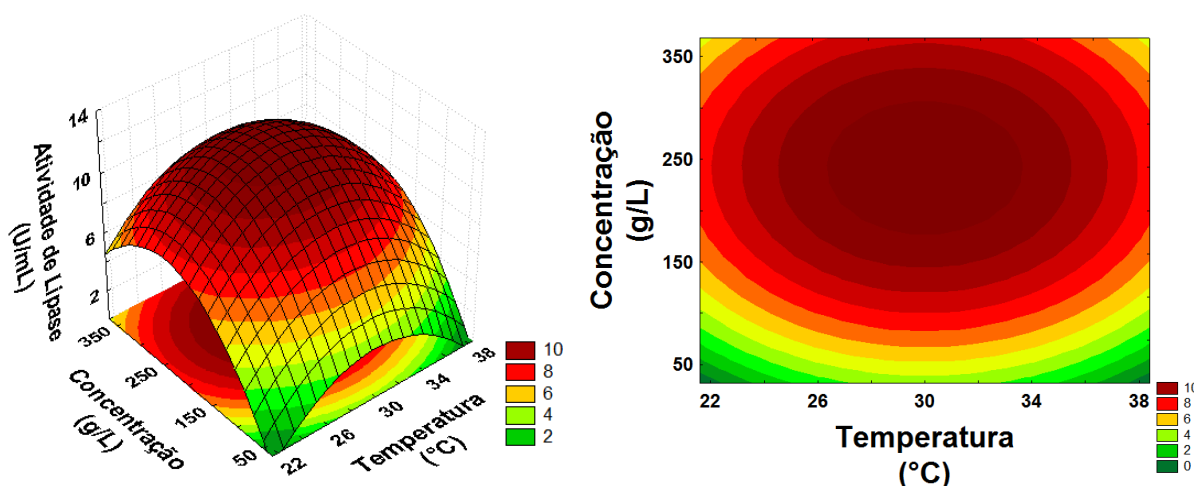 14
10
6
2
Atividade de Lipase
(U/mL)
350
250
150
50
Concentração
(g/L)
22
26
30
34
38
Temperatura
(°C)
10
8
6
4
2
350
250
150
50
Concentração
(g/L)
22 26 30 34 38
Temperatura
(°C)
10
8
6
4
2
0